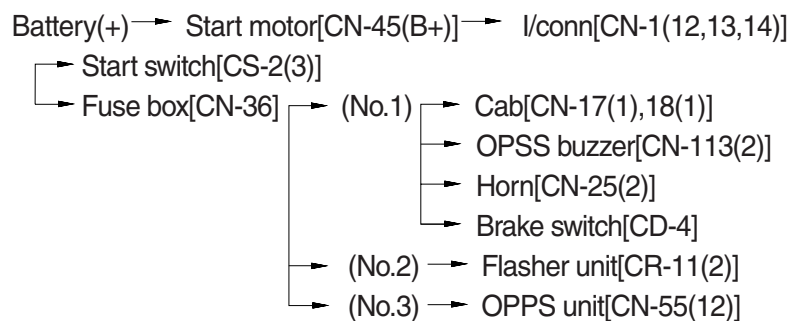 Battery(+) → Start motor[CN-45(B+)] → I/conn[CN-1(12,13,14)]
→ Start switch[CS-2(3)]
→ Fuse box[CN-36] → (No.1) → Cab[CN-17(1),18(1)]
→ OPSS buzzer[CN-113(2)]
→ Horn[CN-25(2)]
→ Brake switch[CD-4]
→ (No.2) → Flasher unit[CR-11(2)]
→ (No.3) → OPPS unit[CN-55(12)]